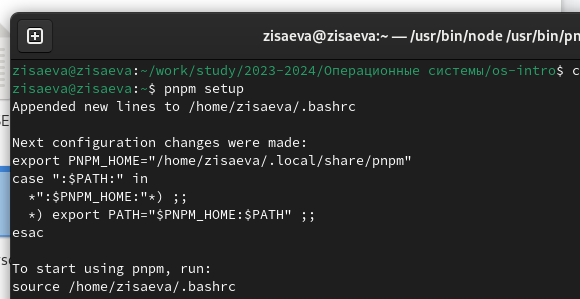 zisaeva@zisaeva:~ — /usr/bin/node /usr/bin/pn
zisaeva@zisaeva:~/work/study/2023-2024/Операционные системы/os-intro$ c
zisaeva@zisaeva:~$ pnpm setup
Appended new lines to /home/zisaeva/.bashrc
Next configuration changes were made:
export PNPM_HOME="/home/zisaeva/.local/share/pnpm"
case ":$PATH:" in
*":$PNPM_HOME:"*) ;;
*) export PATH="$PNPM_HOME:$PATH" ;;
esac
To start using pnpm, run:
source /home/zisaeva/.bashrc